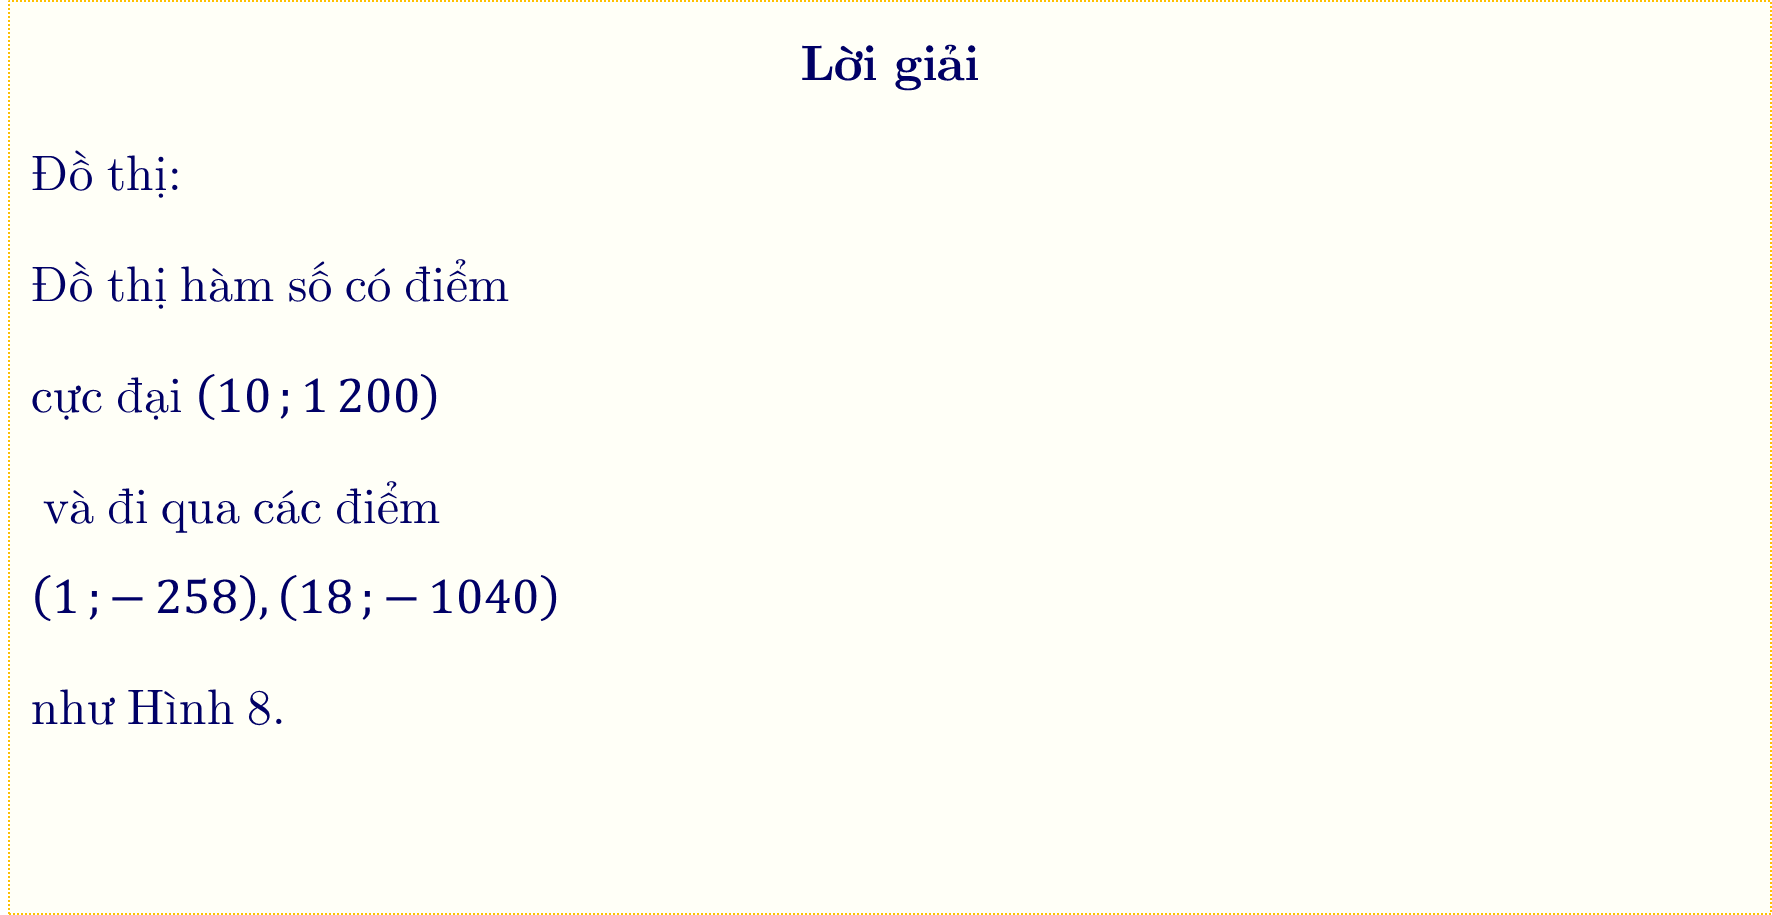 Lời giải
Đồ thị:
Đồ thị hàm số có điểm
cực đại (10 ; 1 200)
và đi qua các điểm
(1 ; − 258), (18 ; − 1040)
như Hình 8.